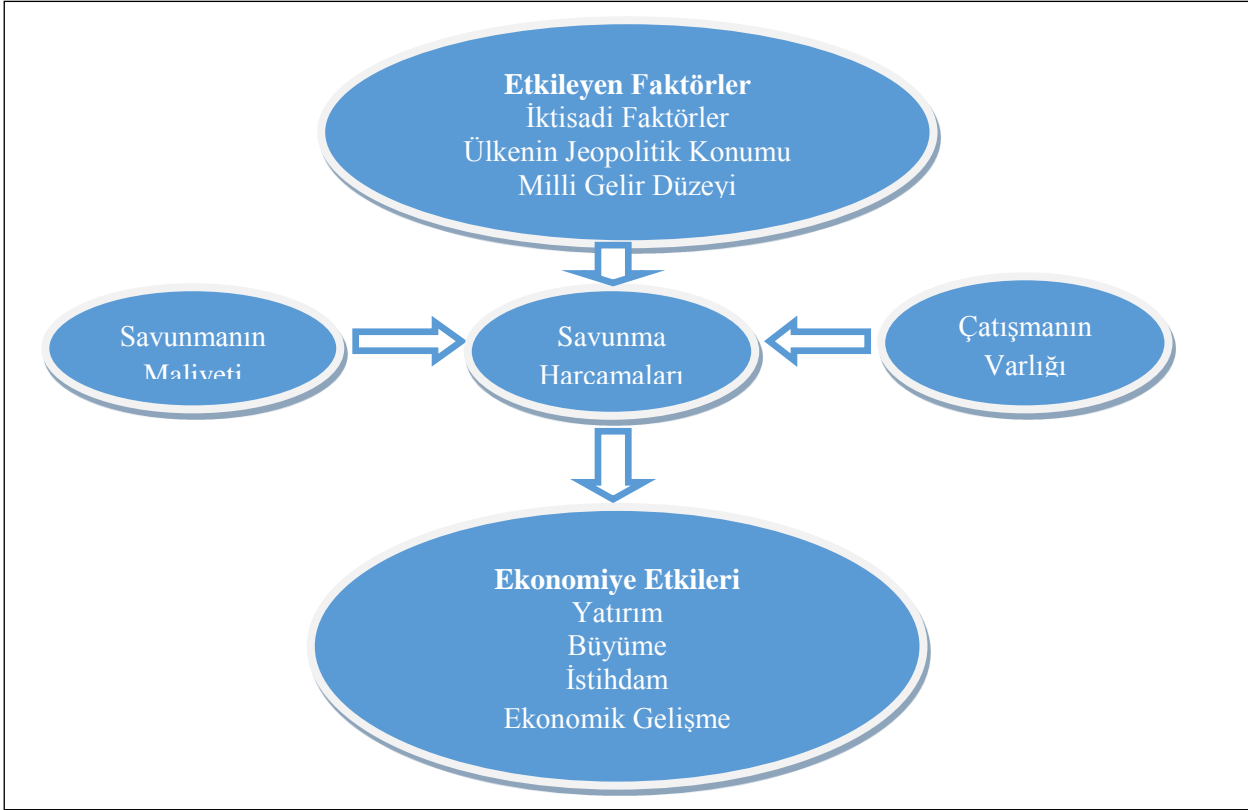 Etkileyen Faktörler
İktisadi Faktörler
Ülkenin Jeopolitik Konumu
Milli Gelir Düzeyi
Savunmanın
Maliyeti
Savunma
Harcamaları
Çatışmanın
Varlığı
Ekonomiye Etkileri
Yatırım
Büyüme
İstihdam
Ekonomik Gelişme